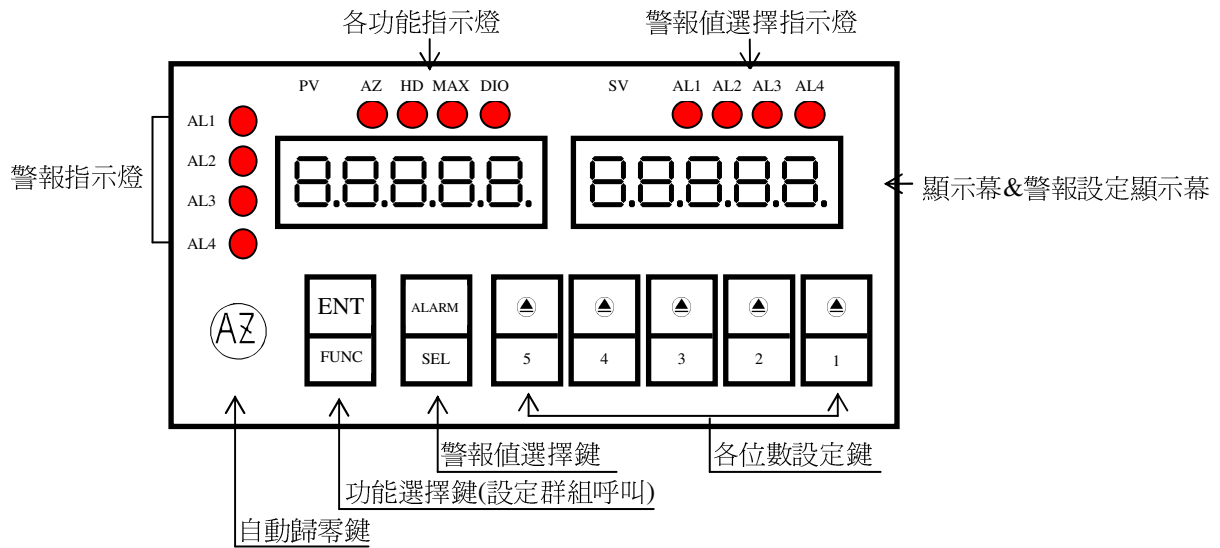 各功能指示燈 警報值選擇指示燈
PV AZ HD MAX DIO SV AL1 AL2 AL3 AL4
AL1
AL2
AL3
AL4
警報指示燈
8.8.8.8.8. 8.8.8.8.8.
顯示幕&警報設定顯示幕
AZ
ENT ALARM
FUNC SEL 5 4 3 2 1
警報值選擇鍵 各位數設定鍵
功能選擇鍵(設定群組呼叫)
自動歸零鍵